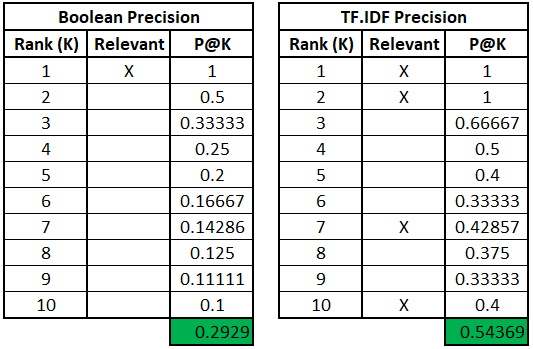 Boolean Precision
Rank (K) Relevant P@K
1 X 1
2 0.5
3 0.33333
4 0.25
5 0.2
6 0.16667
7 0.14286
8 0.125
9 0.11111
10 0.1
0.2929
TF.IDF Precision
Rank (K) Relevant P@K
1 X 1
2 X 1
3 0.66667
4 0.5
5 0.4
6 0.33333
7 X 0.42857
8 0.375
9 0.33333
10 X 0.4
0.54369